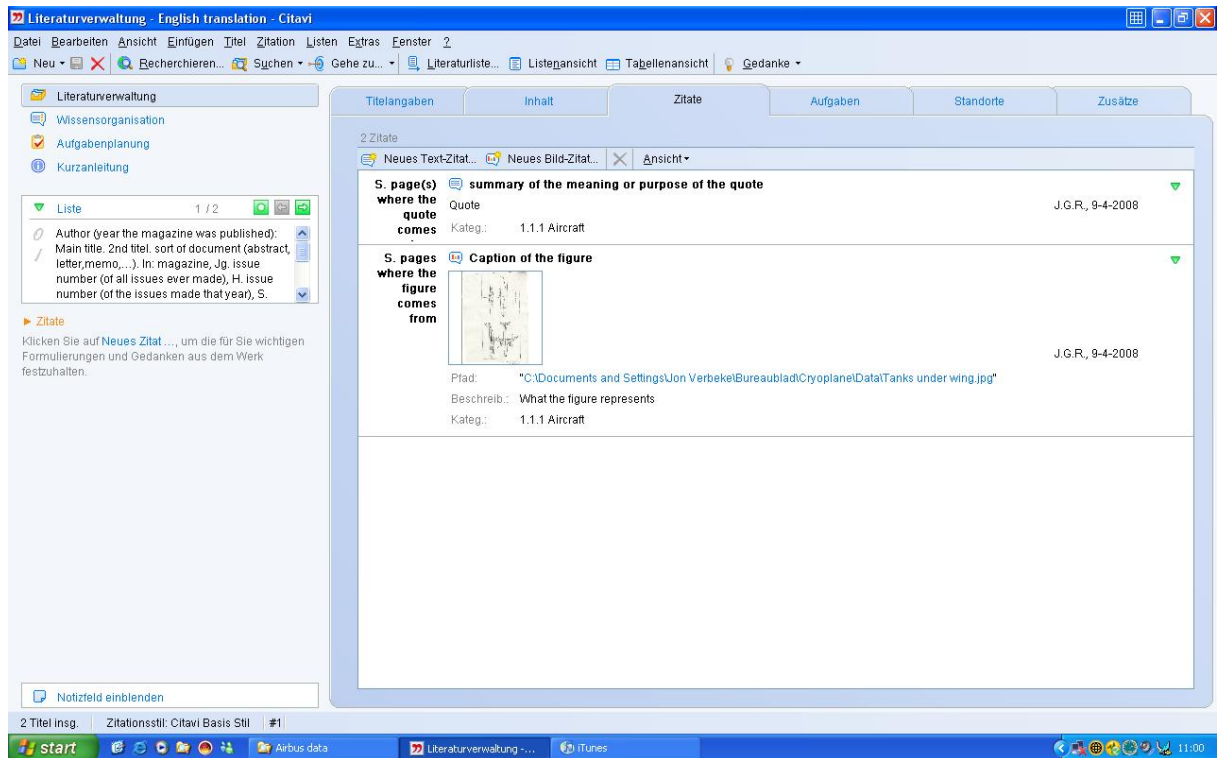 Literaturverwaltung - English translation - Citavi
Datei Bearbeiten Ansicht Einfügen Titel Zitation Listen Extras Fenster ?
Neu Recherchieren... Suchen Gehe zu... Literaturliste... Listenansicht Tabellenansicht Gedanke
Literaturverwaltung
Wissensorganisation
Aufgabenplanung
Kurzanleitung
Liste 1 / 2
0 Author (year the magazine was published):
1 Main title. 2nd titel. sort of document (abstract,
letter,memo,...). In: magazine, Jg. issue
number (of all issues ever made), H. issue
number (of the issues made that year), S.
Zitate
Klicken Sie auf Neues Zitat ..., um die für Sie wichtigen
Formulierungen und Gedanken aus dem Werk
festzuhalten.
Notizfeld einblenden
Titelangaben Inhalt Zitate Aufgaben Standorte Zusätze
2 Zitate
Neues Text-Zitat... Neues Bild-Zitat... Ansicht
S. page(s)
where the
quote
comes
summary of the meaning or purpose of the quote
Quote
J.G.R., 9-4-2008
Kateg.: 1.1.1 Aircraft
S. pages
where the
figure
comes
from
Caption of the figure
J.G.R., 9-4-2008
Pfad: "C:\Documents and Settings\Jon Verbeke\Bureaublad\Cryoplane\Data\Tanks under wing.jpg"
Beschreib.: What the figure represents
Kateg.: 1.1.1 Aircraft
2 Titel insg. Zitationsstil: Citavi Basis Stil #1
start Airbus data Literaturverwaltung -... iTunes 11:00